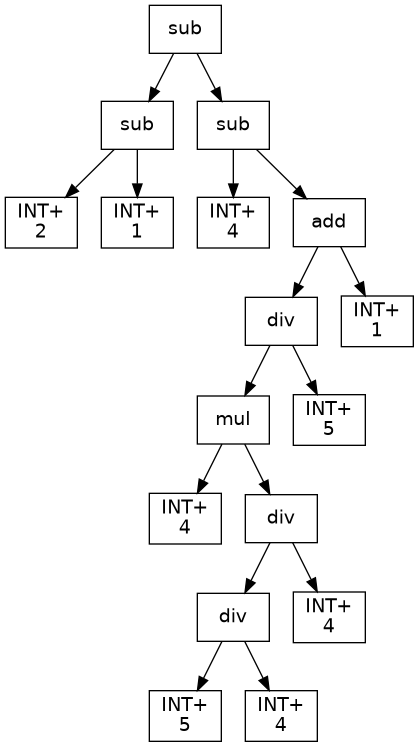 sub
sub
sub
INT+
2
INT+
1
INT+
4
add
div
INT+
1
mul
INT+
5
INT+
4
div
div
INT+
4
INT+
5
INT+
4